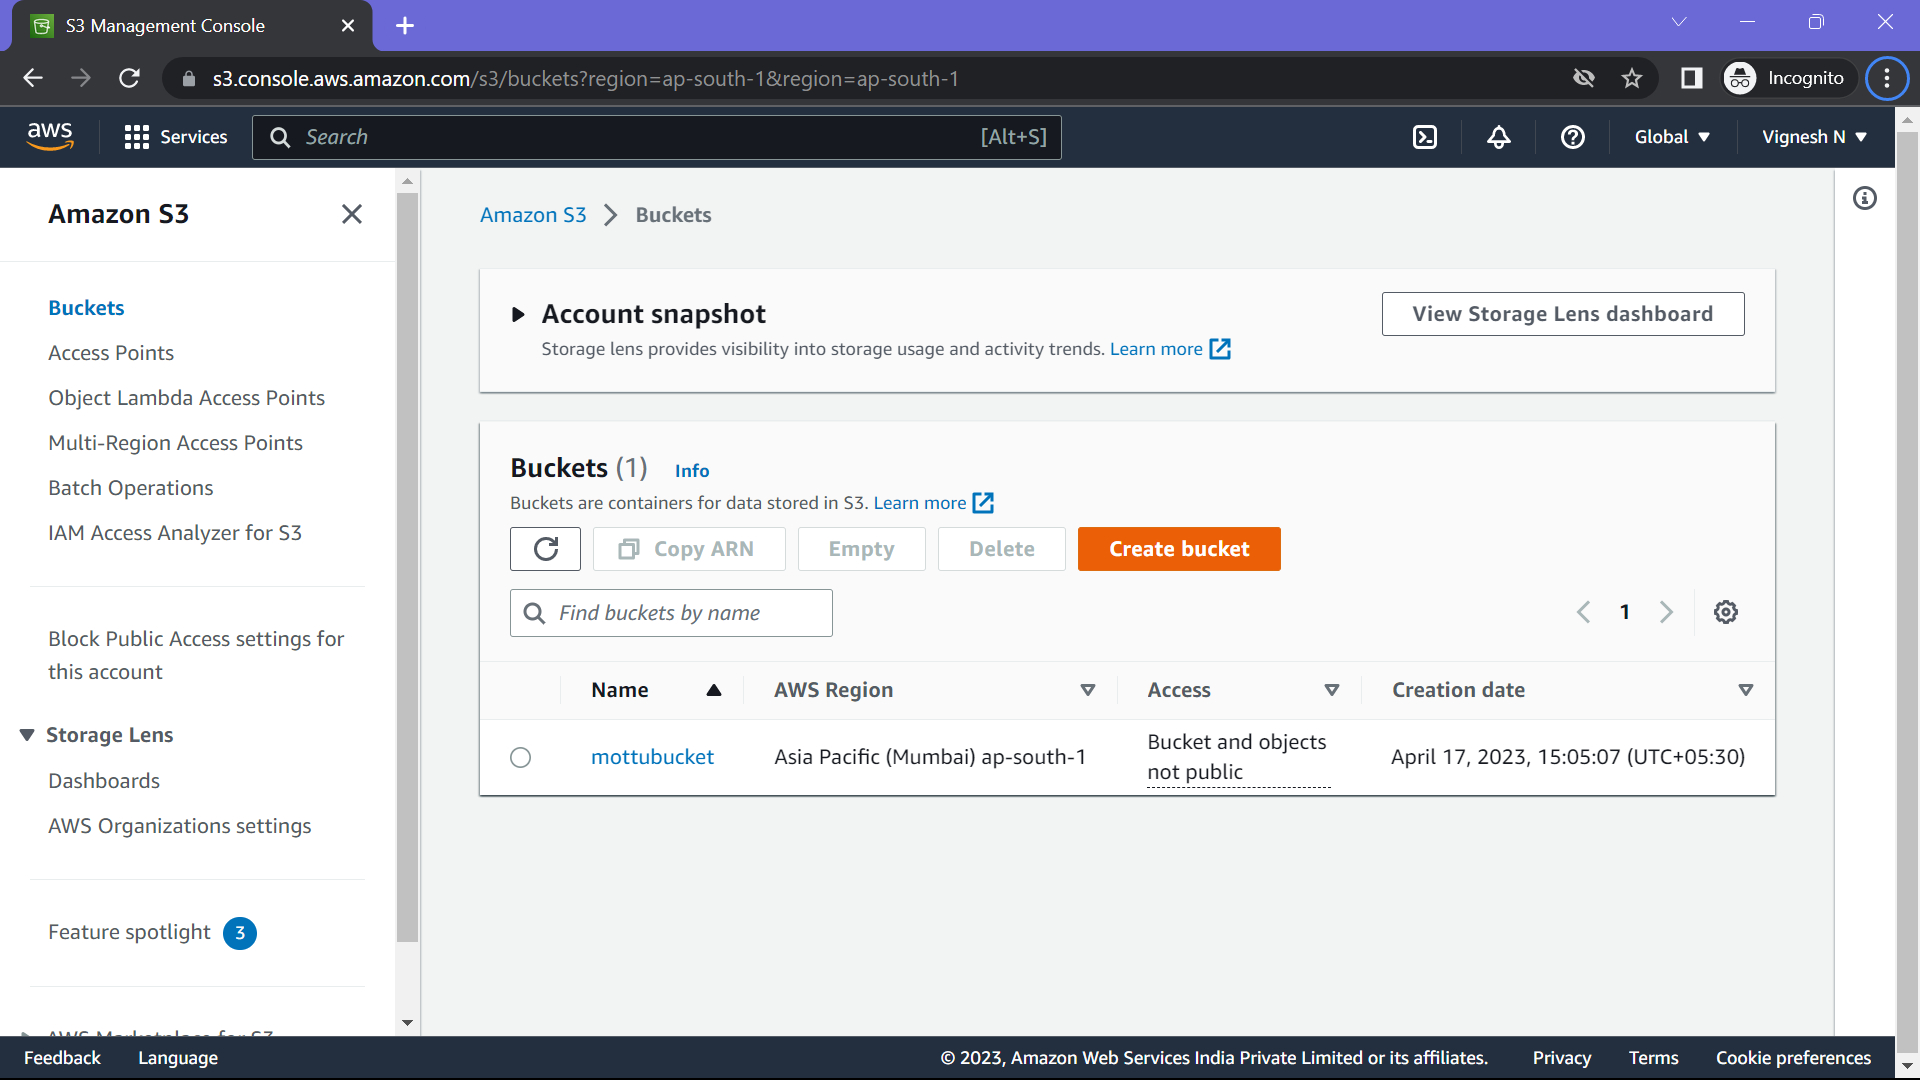 S3 Management Console
s3.console.aws.amazon.com/s3/buckets?region=ap-south-1&region=ap-south-1
Incognito
aws
Services
Search
[Alt+S]
Global
Vignesh N
Amazon S3
Buckets
Access Points
Object Lambda Access Points
Multi-Region Access Points
Batch Operations
IAM Access Analyzer for S3
Block Public Access settings for
this account
Storage Lens
Dashboards
AWS Organizations settings
Feature spotlight 3
AWS Marketplace for S3
Amazon S3 > Buckets
Account snapshot
Storage lens provides visibility into storage usage and activity trends. Learn more
View Storage Lens dashboard
Buckets (1) Info
Buckets are containers for data stored in S3. Learn more
Copy ARN
Empty
Delete
Create bucket
Find buckets by name
1
Name AWS Region Access Creation date
mottubucket Asia Pacific (Mumbai) ap-south-1 Bucket and objects
not public April 17, 2023, 15:05:07 (UTC+05:30)
Feedback Language © 2023, Amazon Web Services India Private Limited or its affiliates. Privacy Terms Cookie preferences